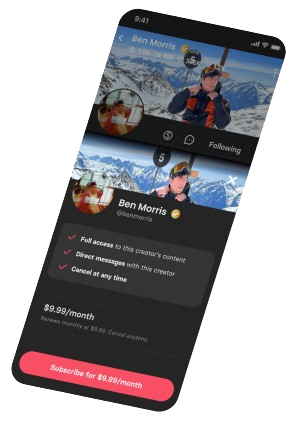 9:41
Ben Morris
Following
5
Ben Morris
@benmorris
Full access to this creator's content
Direct messages with this creator
Cancel at any time
$9.99/month
Renews monthly at $9.99. Cancel anytime.
Subscribe for $9.99/month